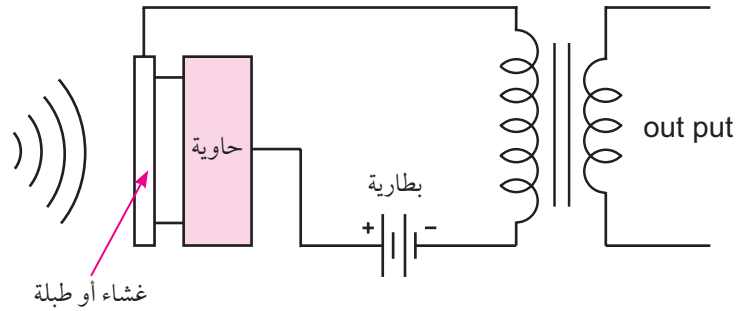 out put
حاوية
بطارية
+ −
غشاء أو طبلة